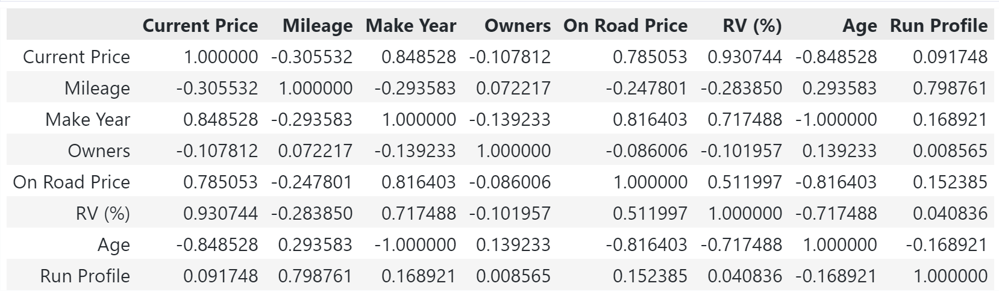 Current Price Mileage Make Year Owners On Road Price RV (%) Age Run Profile
Current Price 1.000000 -0.305532 0.848528 -0.107812 0.785053 0.930744 -0.848528 0.091748
Mileage -0.305532 1.000000 -0.293583 0.072217 -0.247801 -0.283850 0.293583 0.798761
Make Year 0.848528 -0.293583 1.000000 -0.139233 0.816403 0.717488 -1.000000 0.168921
Owners -0.107812 0.072217 -0.139233 1.000000 -0.086006 -0.101957 0.139233 0.008565
On Road Price 0.785053 -0.247801 0.816403 -0.086006 1.000000 0.511997 -0.816403 0.152385
RV (%) 0.930744 -0.283850 0.717488 -0.101957 0.511997 1.000000 -0.717488 0.040836
Age -0.848528 0.293583 -1.000000 0.139233 -0.816403 -0.717488 1.000000 -0.168921
Run Profile 0.091748 0.798761 0.168921 0.008565 0.152385 0.040836 -0.168921 1.000000